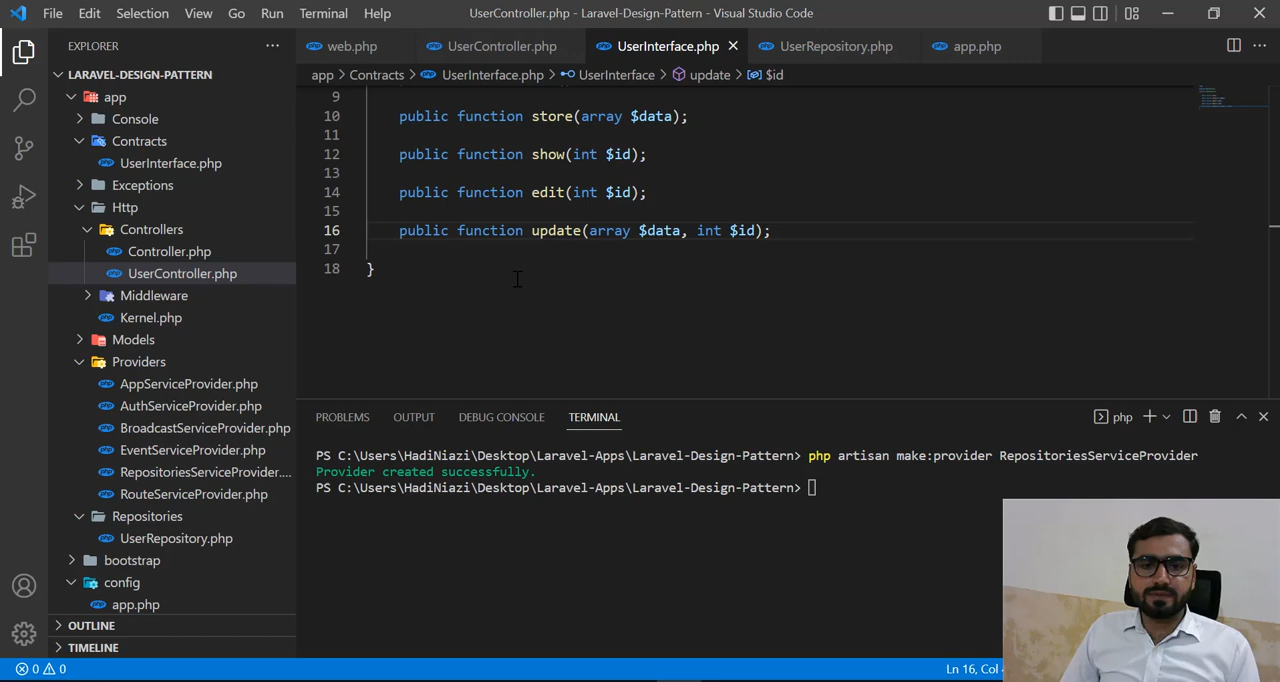 File Edit Selection View Go Run Terminal Help UserController.php - Laravel-Design-Pattern - Visual Studio Code
EXPLORER
LARAVEL-DESIGN-PATTERN
app
Console
Contracts
UserInterface.php
Exceptions
Http
Controllers
Controller.php
UserController.php
Middleware
Kernel.php
Models
Providers
AppServiceProvider.php
AuthServiceProvider.php
BroadcastServiceProvider.php
EventServiceProvider.php
RepositoriesServiceProvider....
RouteServiceProvider.php
Repositories
UserRepository.php
bootstrap
config
app.php
OUTLINE
TIMELINE
web.php UserController.php UserInterface.php UserRepository.php app.php
app > Contracts > UserInterface.php > UserInterface > update > $id
9
10 public function store(array $data);
11
12 public function show(int $id);
13
14 public function edit(int $id);
15
16 public function update(array $data, int $id);
17
18 }
PROBLEMS OUTPUT DEBUG CONSOLE TERMINAL php
PS C:\Users\HadiNiazi\Desktop\Laravel-Apps\Laravel-Design-Pattern> php artisan make:provider RepositoriesServiceProvider
Provider created successfully.
PS C:\Users\HadiNiazi\Desktop\Laravel-Apps\Laravel-Design-Pattern>
0 0 Ln 16, Col